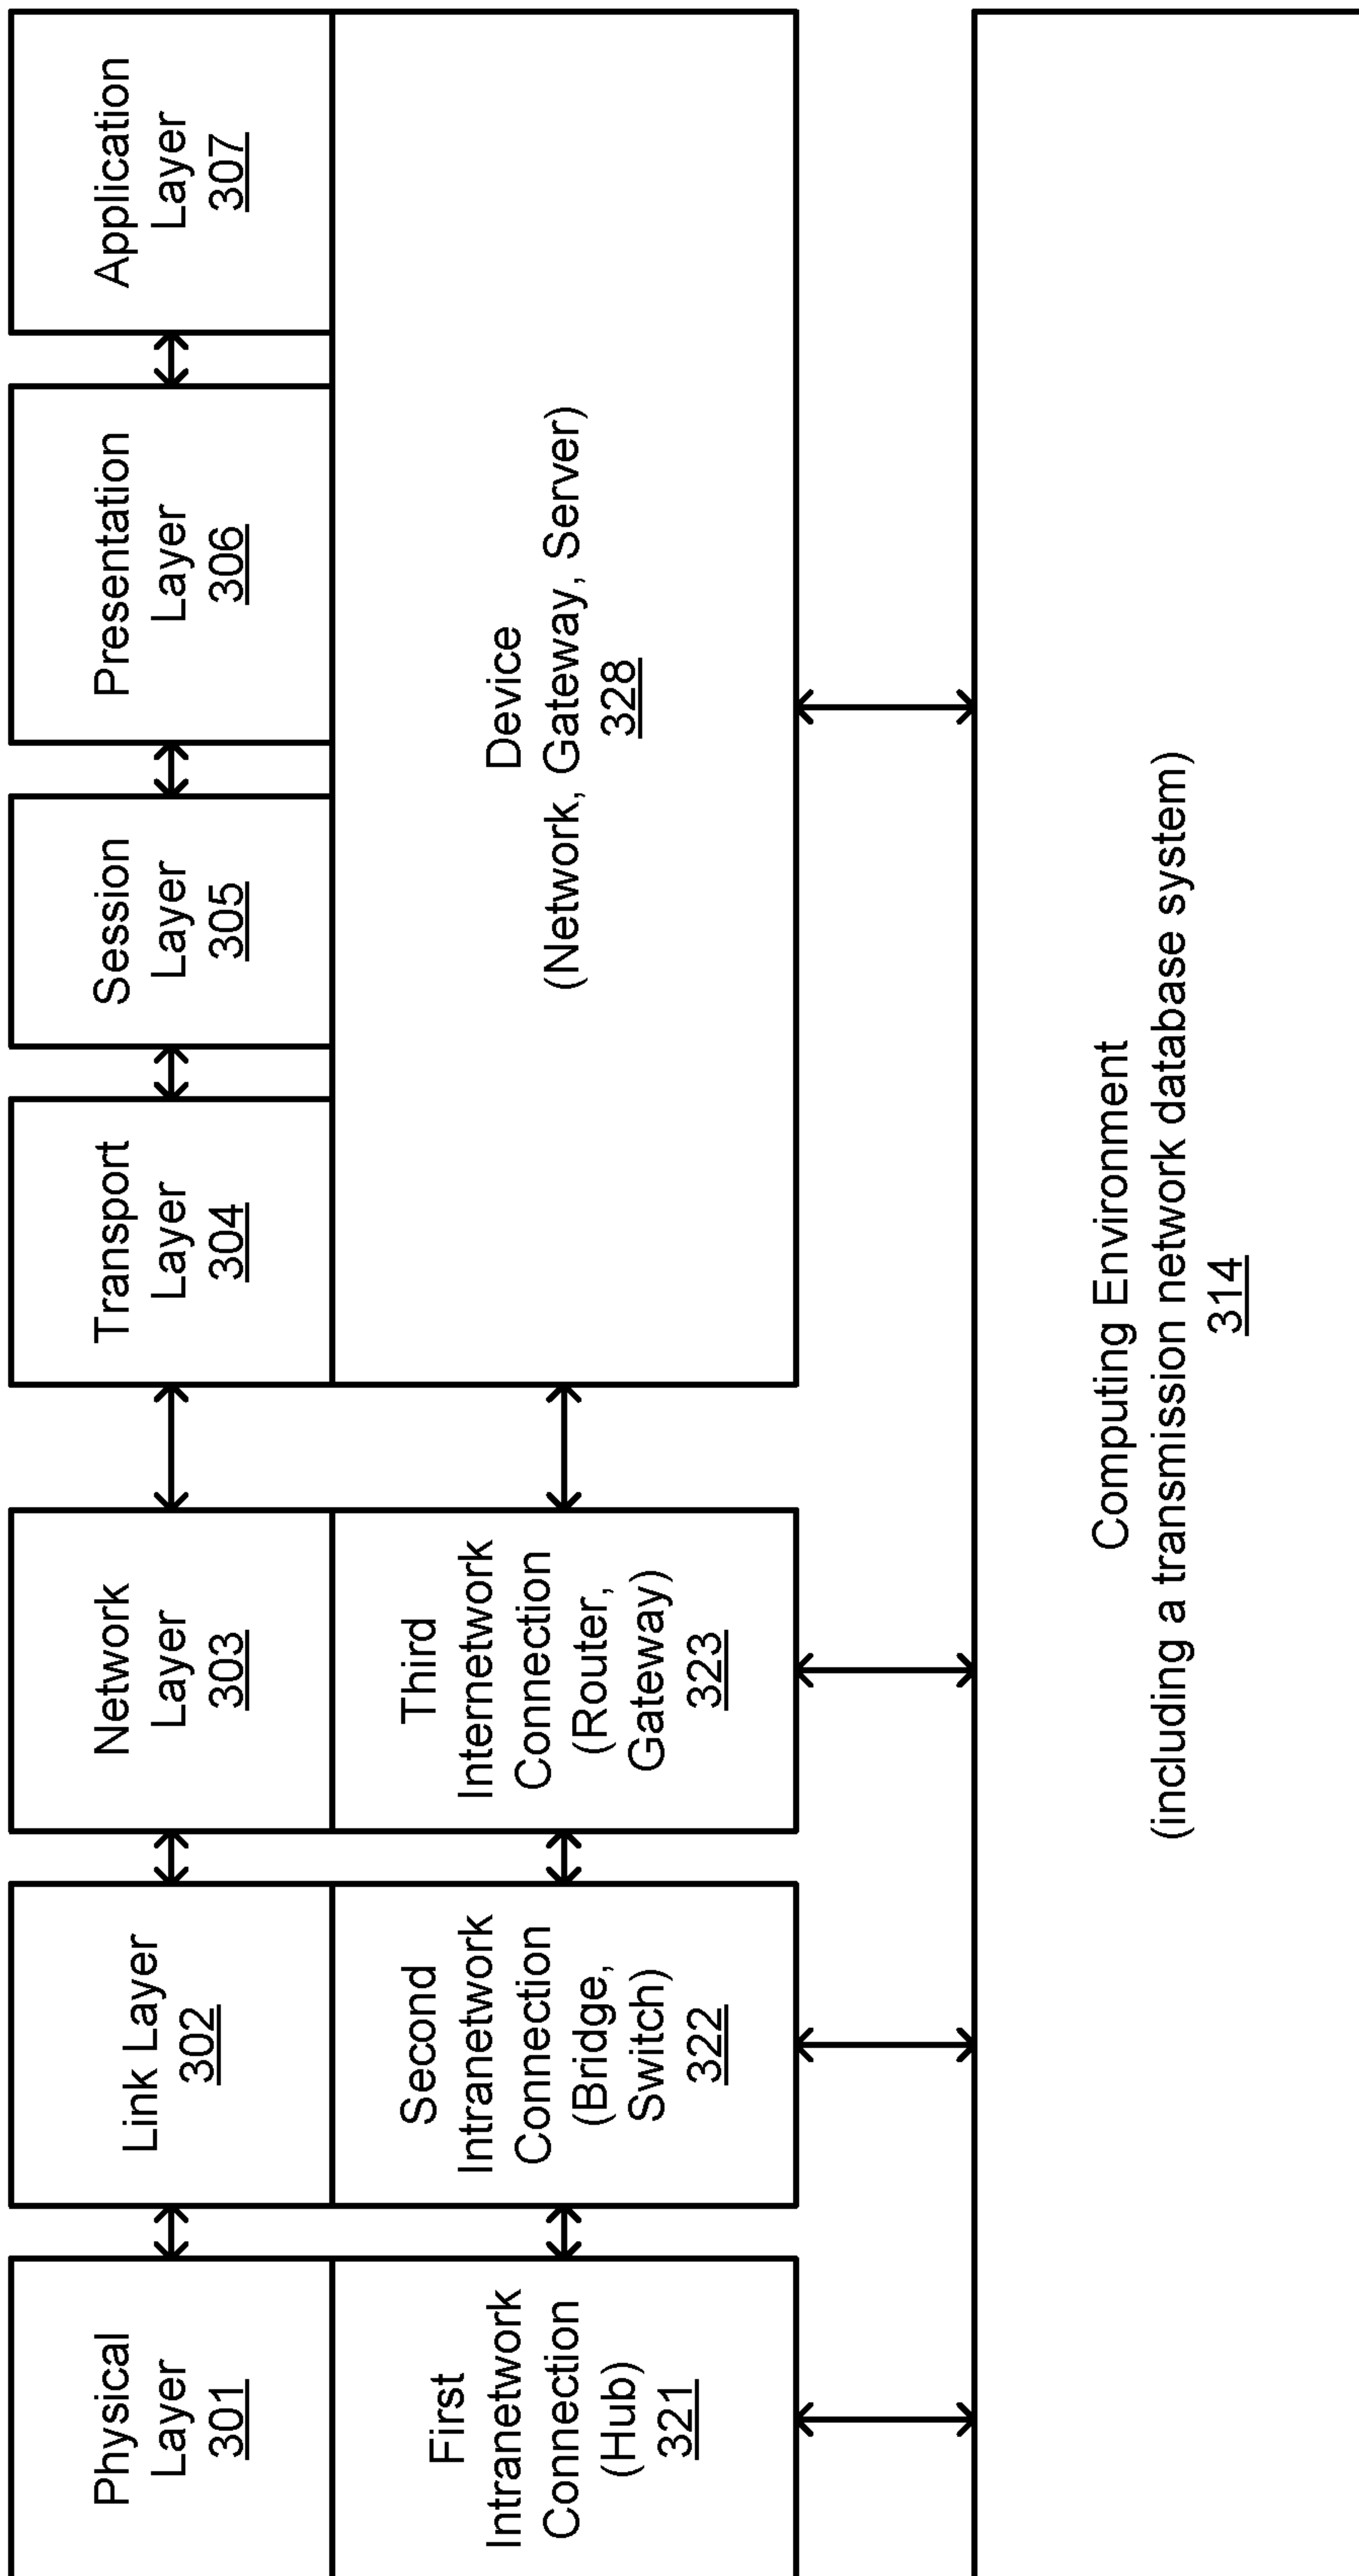 Physical
Layer
301
Link Layer
302
Network
Layer
303
Transport
Layer
304
Session
Layer
305
Presentation
Layer
306
Application
Layer
307
First
Intranetwork
Connection
(Hub)
321
Second
Intranetwork
Connection
(Bridge,
Switch)
322
Third
Internetwork
Connection
(Router,
Gateway)
323
Device
(Network, Gateway, Server)
328
Computing Environment
(including a transmission network database system)
314